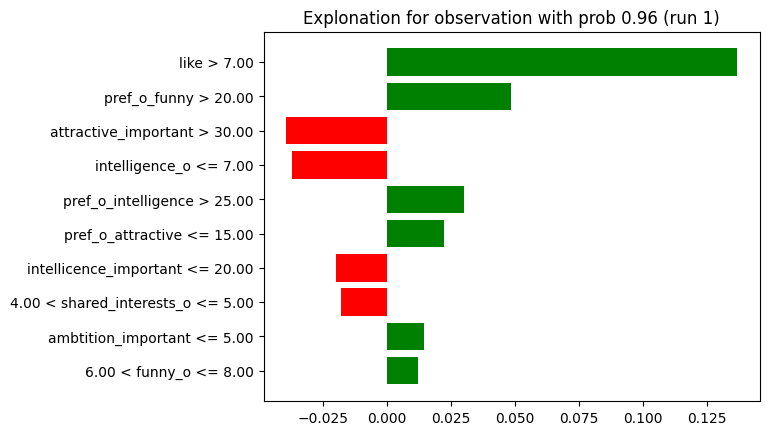 Explonation for observation with prob 0.96 (run 1)
like > 7.00
pref_o_funny > 20.00
attractive_important > 30.00
intelligence_o <= 7.00
pref_o_intelligence > 25.00
pref_o_attractive <= 15.00
intellicence_important <= 20.00
4.00 < shared_interests_o <= 5.00
ambtition_important <= 5.00
6.00 < funny_o <= 8.00
−0.025 0.000 0.025 0.050 0.075 0.100 0.125